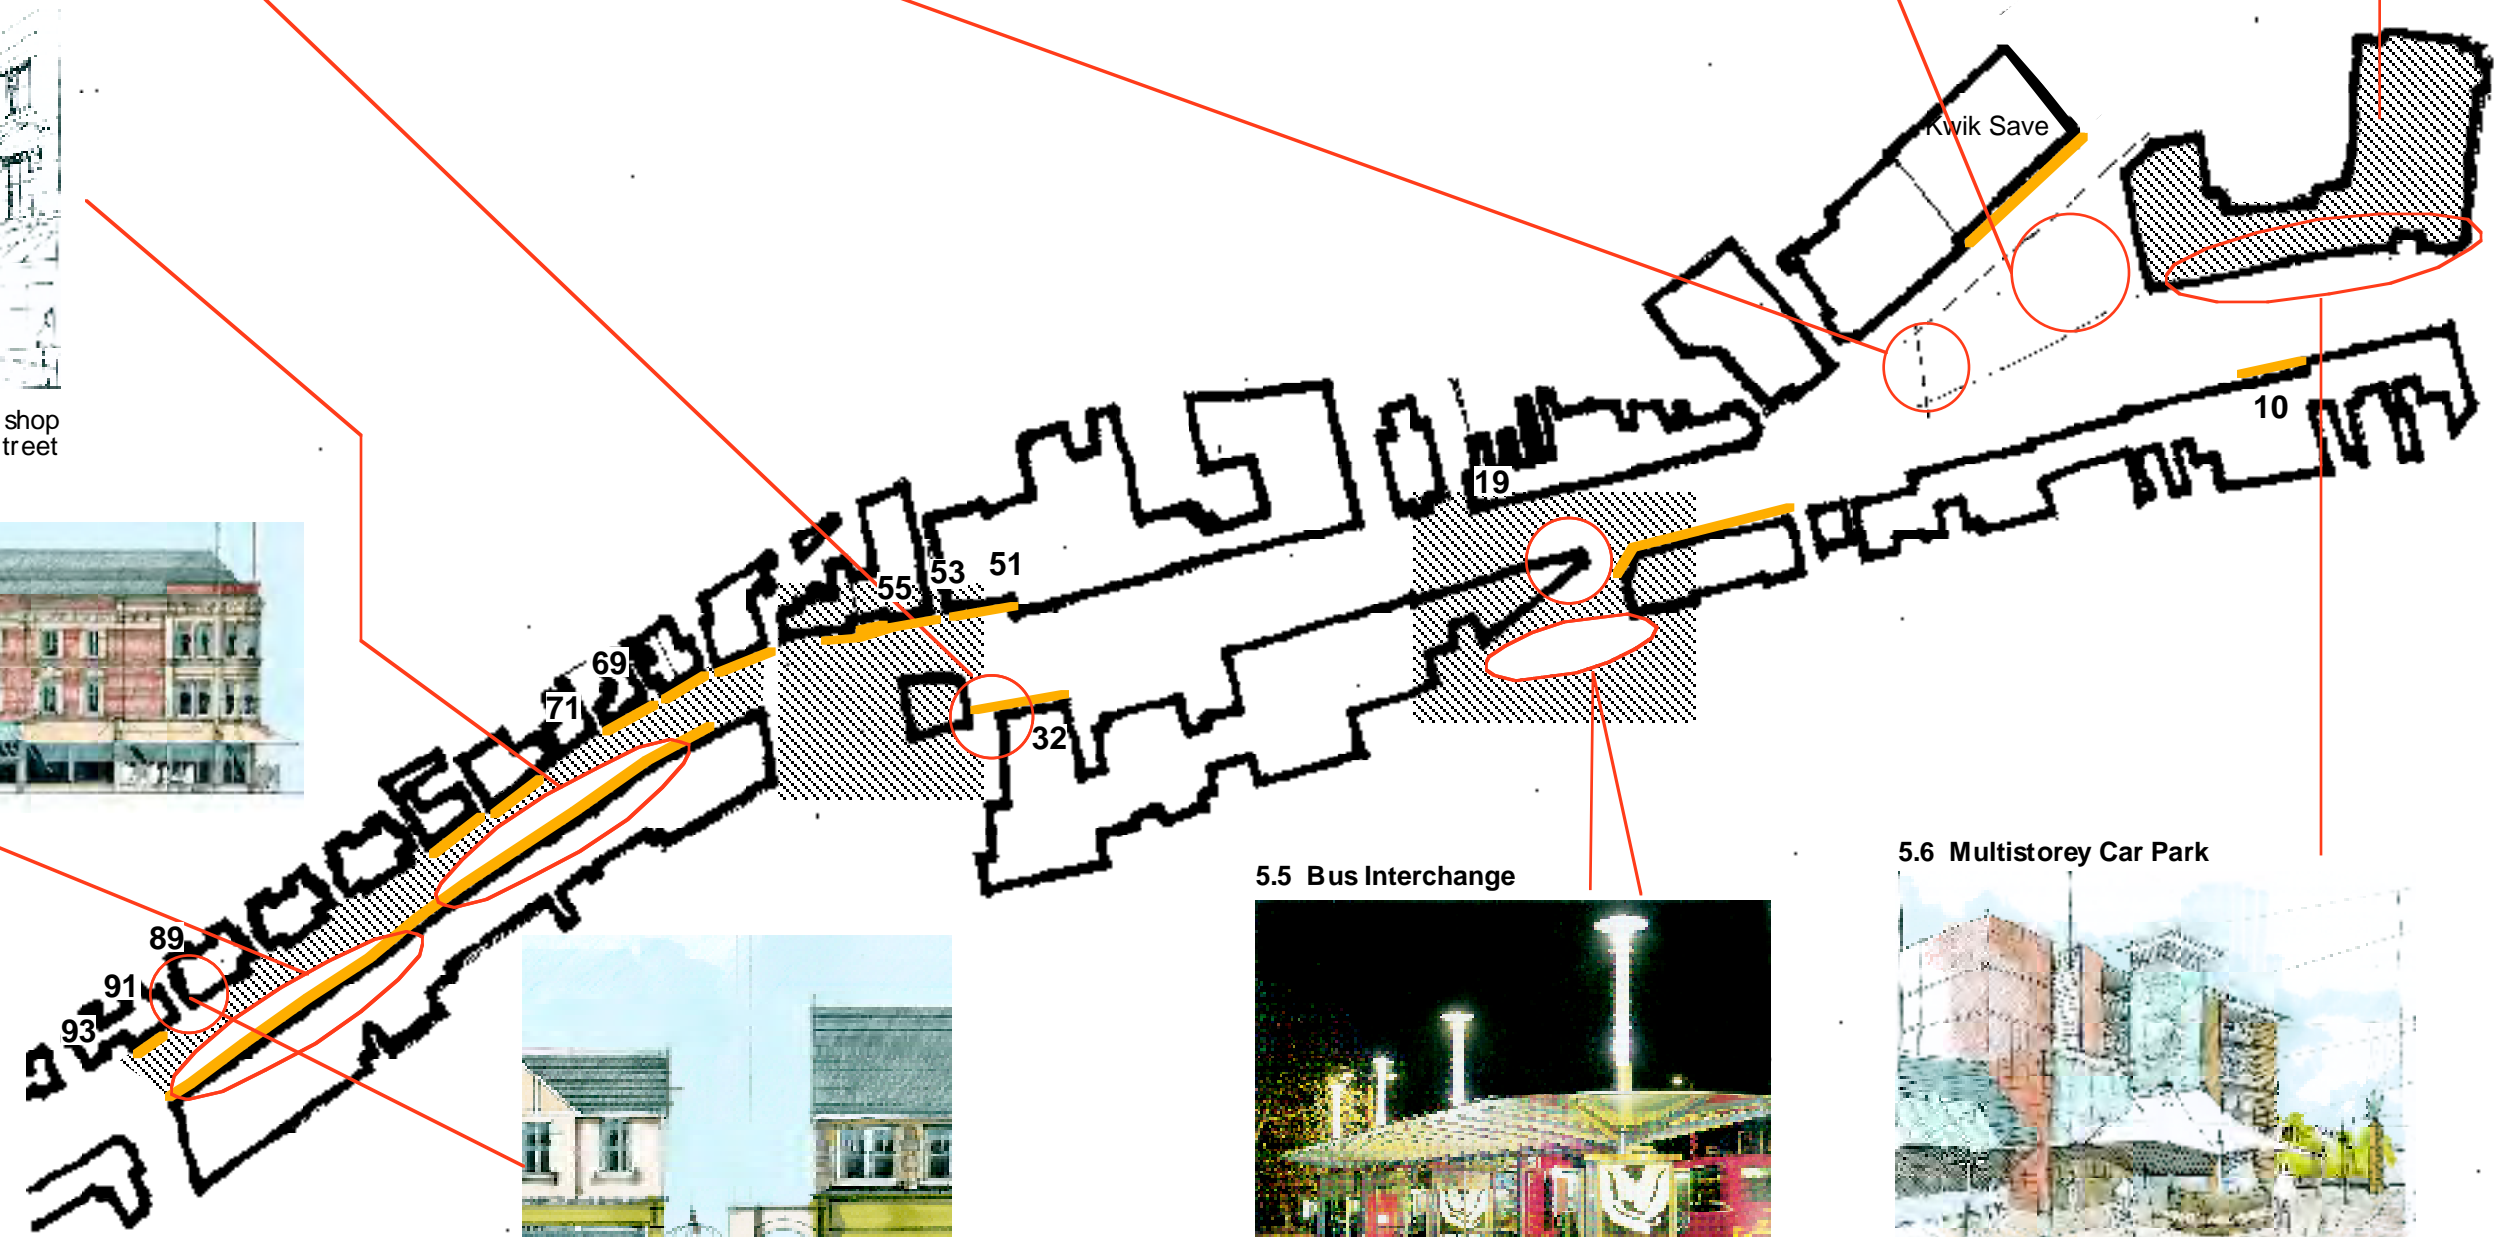 Kwik Save
shop
treet
10
19
51
53
55
69
71
32
89
91
93
5.5 Bus Interchange
5.6 Multistorey Car Park